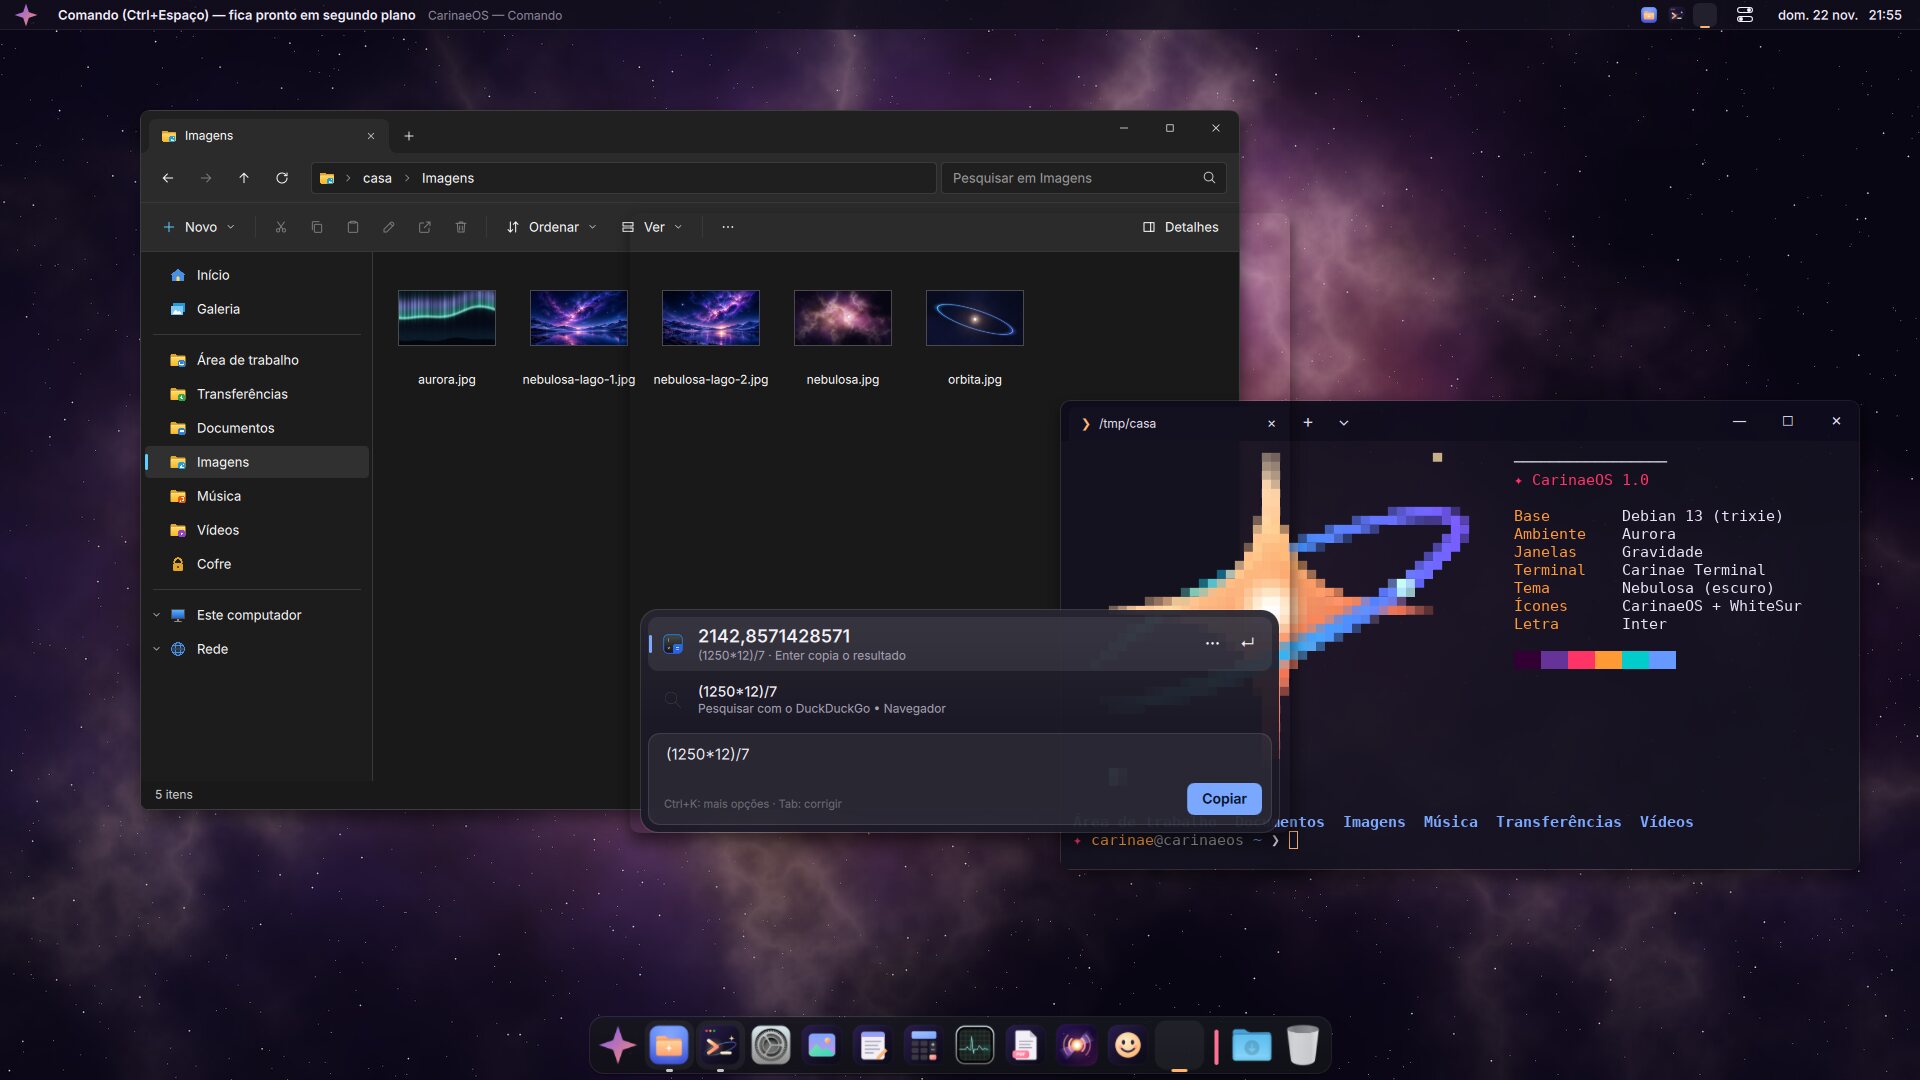 Comando (Ctrl+Espaço) — fica pronto em segundo plano CarinaeOS — Comando
dom. 22 nov. 21:55
Imagens
casa Imagens
Pesquisar em Imagens
Novo
Ordenar
Ver
Detalhes
Início
Galeria
Área de trabalho
Transferências
Documentos
Imagens
Música
Vídeos
Cofre
Este computador
Rede
aurora.jpg
nebulosa-lago-1.jpg
nebulosa-lago-2.jpg
nebulosa.jpg
orbita.jpg
5 itens
/tmp/casa
✦ CarinaeOS 1.0
Base Debian 13 (trixie)
Ambiente Aurora
Janelas Gravidade
Terminal Carinae Terminal
Tema Nebulosa (escuro)
Ícones CarinaeOS + WhiteSur
Letra Inter
Área de trabalho Documentos Imagens Música Transferências Vídeos
✦ carinae@carinaeos ~ ❯
2142,8571428571
(1250*12)/7 · Enter copia o resultado
(1250*12)/7
Pesquisar com o DuckDuckGo • Navegador
(1250*12)/7
Ctrl+K: mais opções · Tab: corrigir
Copiar
PDF